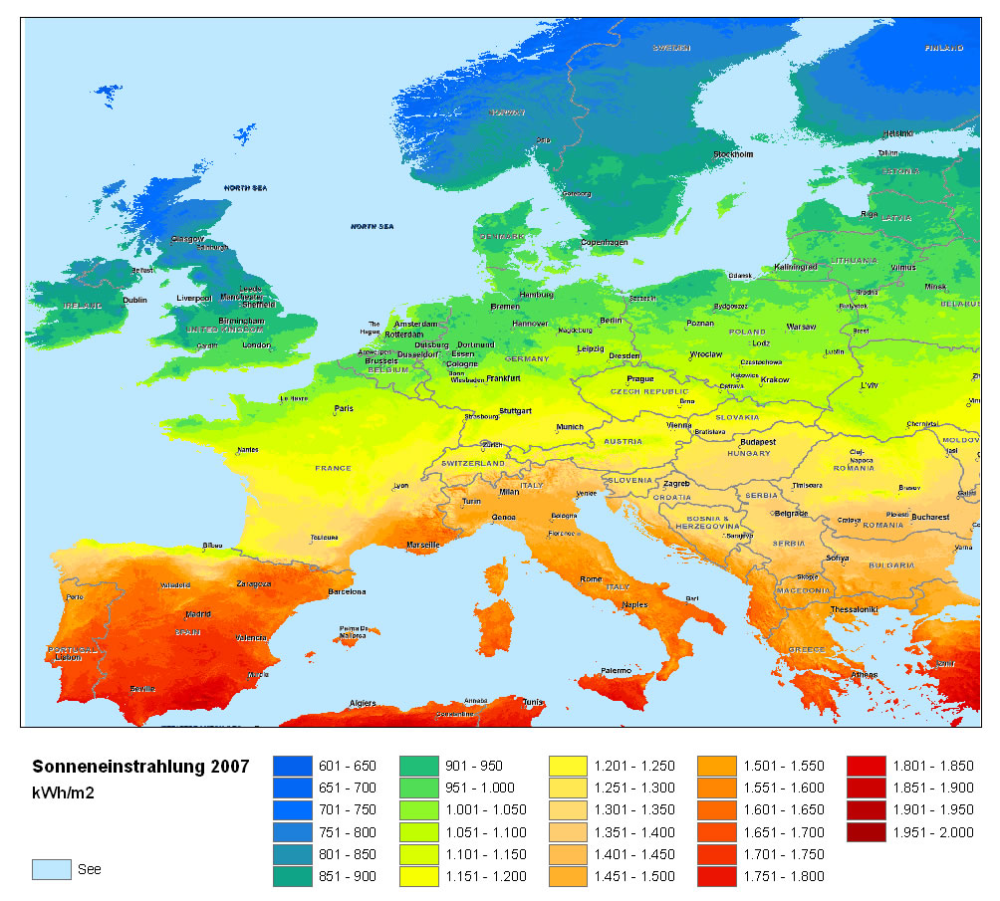 SWEDEN
FINLAND
NORWAY
Oslo
Helsinki
Tallinn
Stockholm
ESTONIA
NORTH SEA
Goteborg
Riga
LATVIA
NORTH SEA
Glasgow
Edinburgh
DENMARK
Copenhagen
LITHUANIA
Kaliningrad
Vilnius
Belfast
Gdansk
Minsk
Leeds
Dublin
Liverpool
Manchester
Sheffield
Hamburg
Szczecin
Hrodna
IRELAND
Bremen
Bydgoszcz
Bialystok
BELARUS
Birmingham
UNITED KINGDOM
The
Hague
Amsterdam
Hannover
Berlin
Poznan
Warsaw
Rotterdam
Magdeburg
POLAND
Brest
Cardiff
London
Duisburg
Dortmund
Lodz
Antwerpen
Dusseldorf
Essen
Leipzig
Dresden
Wroclaw
Lublin
Brussels
Cologne
GERMANY
Czestochowa
BELGIUM
Bonn
Wiesbaden
Frankfurt
Prague
Katowice
Krakow
L'viv
Ostrava
CZECH REPUBLIC
Le Havre
Paris
Brno
Strasbourg
Stuttgart
SLOVAKIA
Munich
Vienna
Bratislava
Chernivtsi
Nantes
Zurich
AUSTRIA
Budapest
MOLDOV
HUNGARY
Iasi
FRANCE
SWITZERLAND
Cluj-
Napoca
ROMANIA
Lyon
ITALY
SLOVENIA
Zagreb
Timisoara
Brasov
Milan
Venice
CROATIA
SERBIA
Galati
Turin
Genoa
Bologna
BOSNIA &
HERZEGOVINA
Belgrade
Craiova
Ploiesti
Bucharest
ROMANIA
Florence
Sarajevo
Toulouse
Marseille
SERBIA
Varna
Bilbao
Sofiya
BULGARIA
Zaragoza
Valladolid
Barcelona
Rome
ITALY
Skopje
MACEDONIA
Porto
Naples
Bari
Thessaloniki
Madrid
SPAIN
Valencia
Palma De
Mallorca
PORTUGAL
Lisbon
GREECE
Izmir
Murcia
Palermo
Athens
Seville
Algiers
Annaba
Tunis
Constantine
Sonneneinstrahlung 2007
kWh/m2
See
601 - 650
651 - 700
701 - 750
751 - 800
801 - 850
851 - 900
901 - 950
951 - 1.000
1.001 - 1.050
1.051 - 1.100
1.101 - 1.150
1.151 - 1.200
1.201 - 1.250
1.251 - 1.300
1.301 - 1.350
1.351 - 1.400
1.401 - 1.450
1.451 - 1.500
1.501 - 1.550
1.551 - 1.600
1.601 - 1.650
1.651 - 1.700
1.701 - 1.750
1.751 - 1.800
1.801 - 1.850
1.851 - 1.900
1.901 - 1.950
1.951 - 2.000